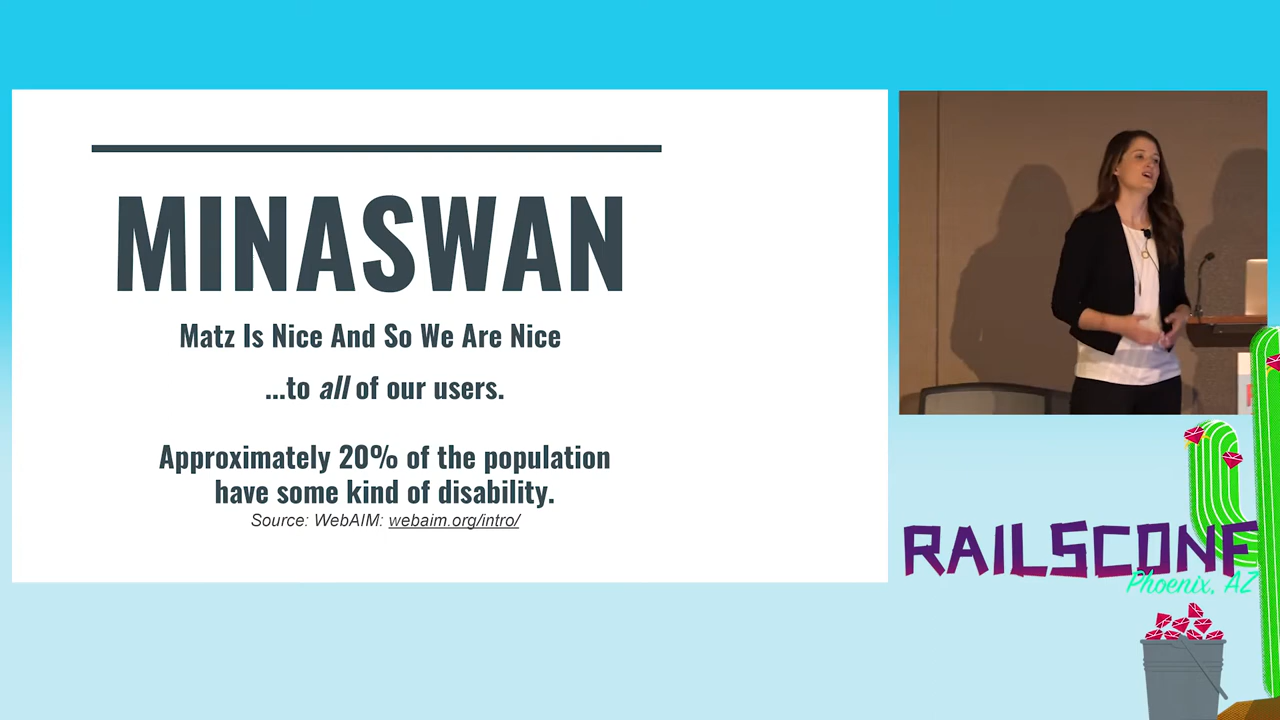 MINASWAN
Matz Is Nice And So We Are Nice
...to all of our users.
Approximately 20% of the population
have some kind of disability.
Source: WebAIM: webaim.org/intro/
RAILSCONF
Phoenix, AZ